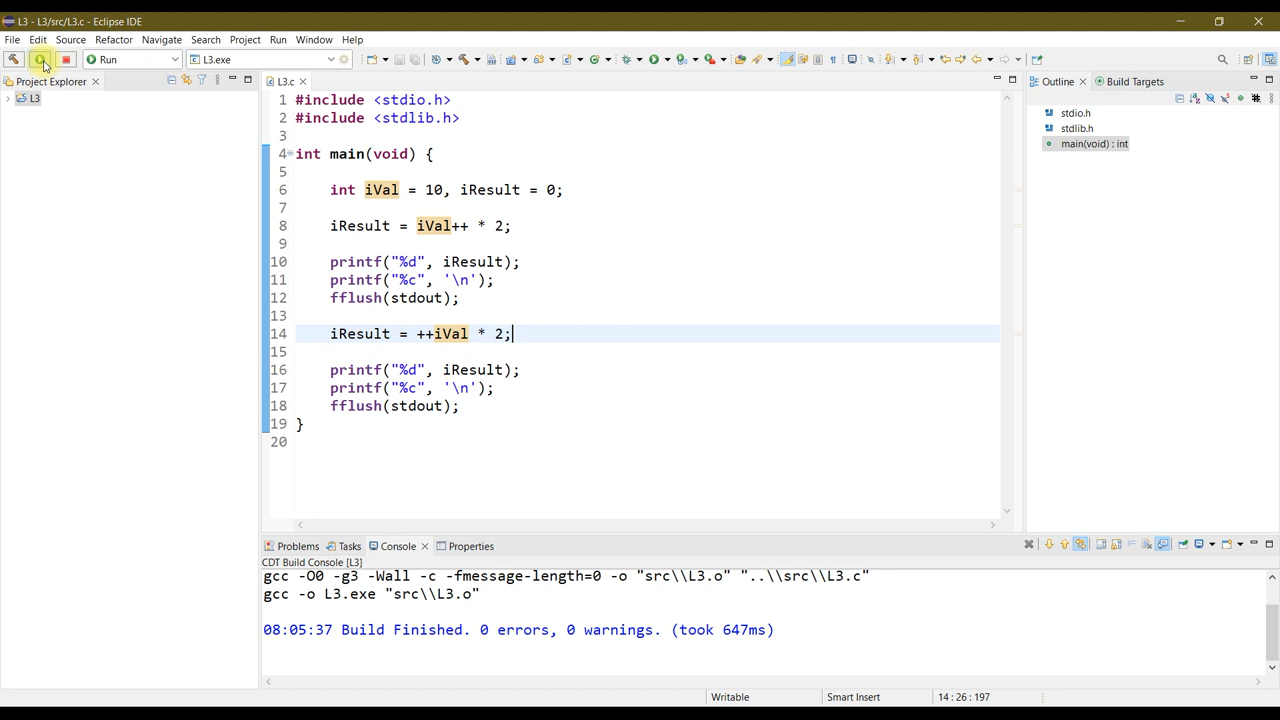 L3 - L3/src/L3.c - Eclipse IDE
File Edit Source Refactor Navigate Search Project Run Window Help
Run L3.exe
Project Explorer
L3
L3.c
1 #include <stdio.h>
2 #include <stdlib.h>
3
4 int main(void) {
5
6 int iVal = 10, iResult = 0;
7
8 iResult = iVal++ * 2;
9
10 printf("%d", iResult);
11 printf("%c", '\n');
12 fflush(stdout);
13
14 iResult = ++iVal * 2;
15
16 printf("%d", iResult);
17 printf("%c", '\n');
18 fflush(stdout);
19 }
20
Outline Build Targets
stdio.h
stdlib.h
main(void) : int
Problems Tasks Console Properties
CDT Build Console [L3]
gcc -O0 -g3 -Wall -c -fmessage-length=0 -o "src\\L3.o" "..\\src\\L3.c"
gcc -o L3.exe "src\\L3.o"
08:05:37 Build Finished. 0 errors, 0 warnings. (took 647ms)
Writable Smart Insert 14 : 26 : 197